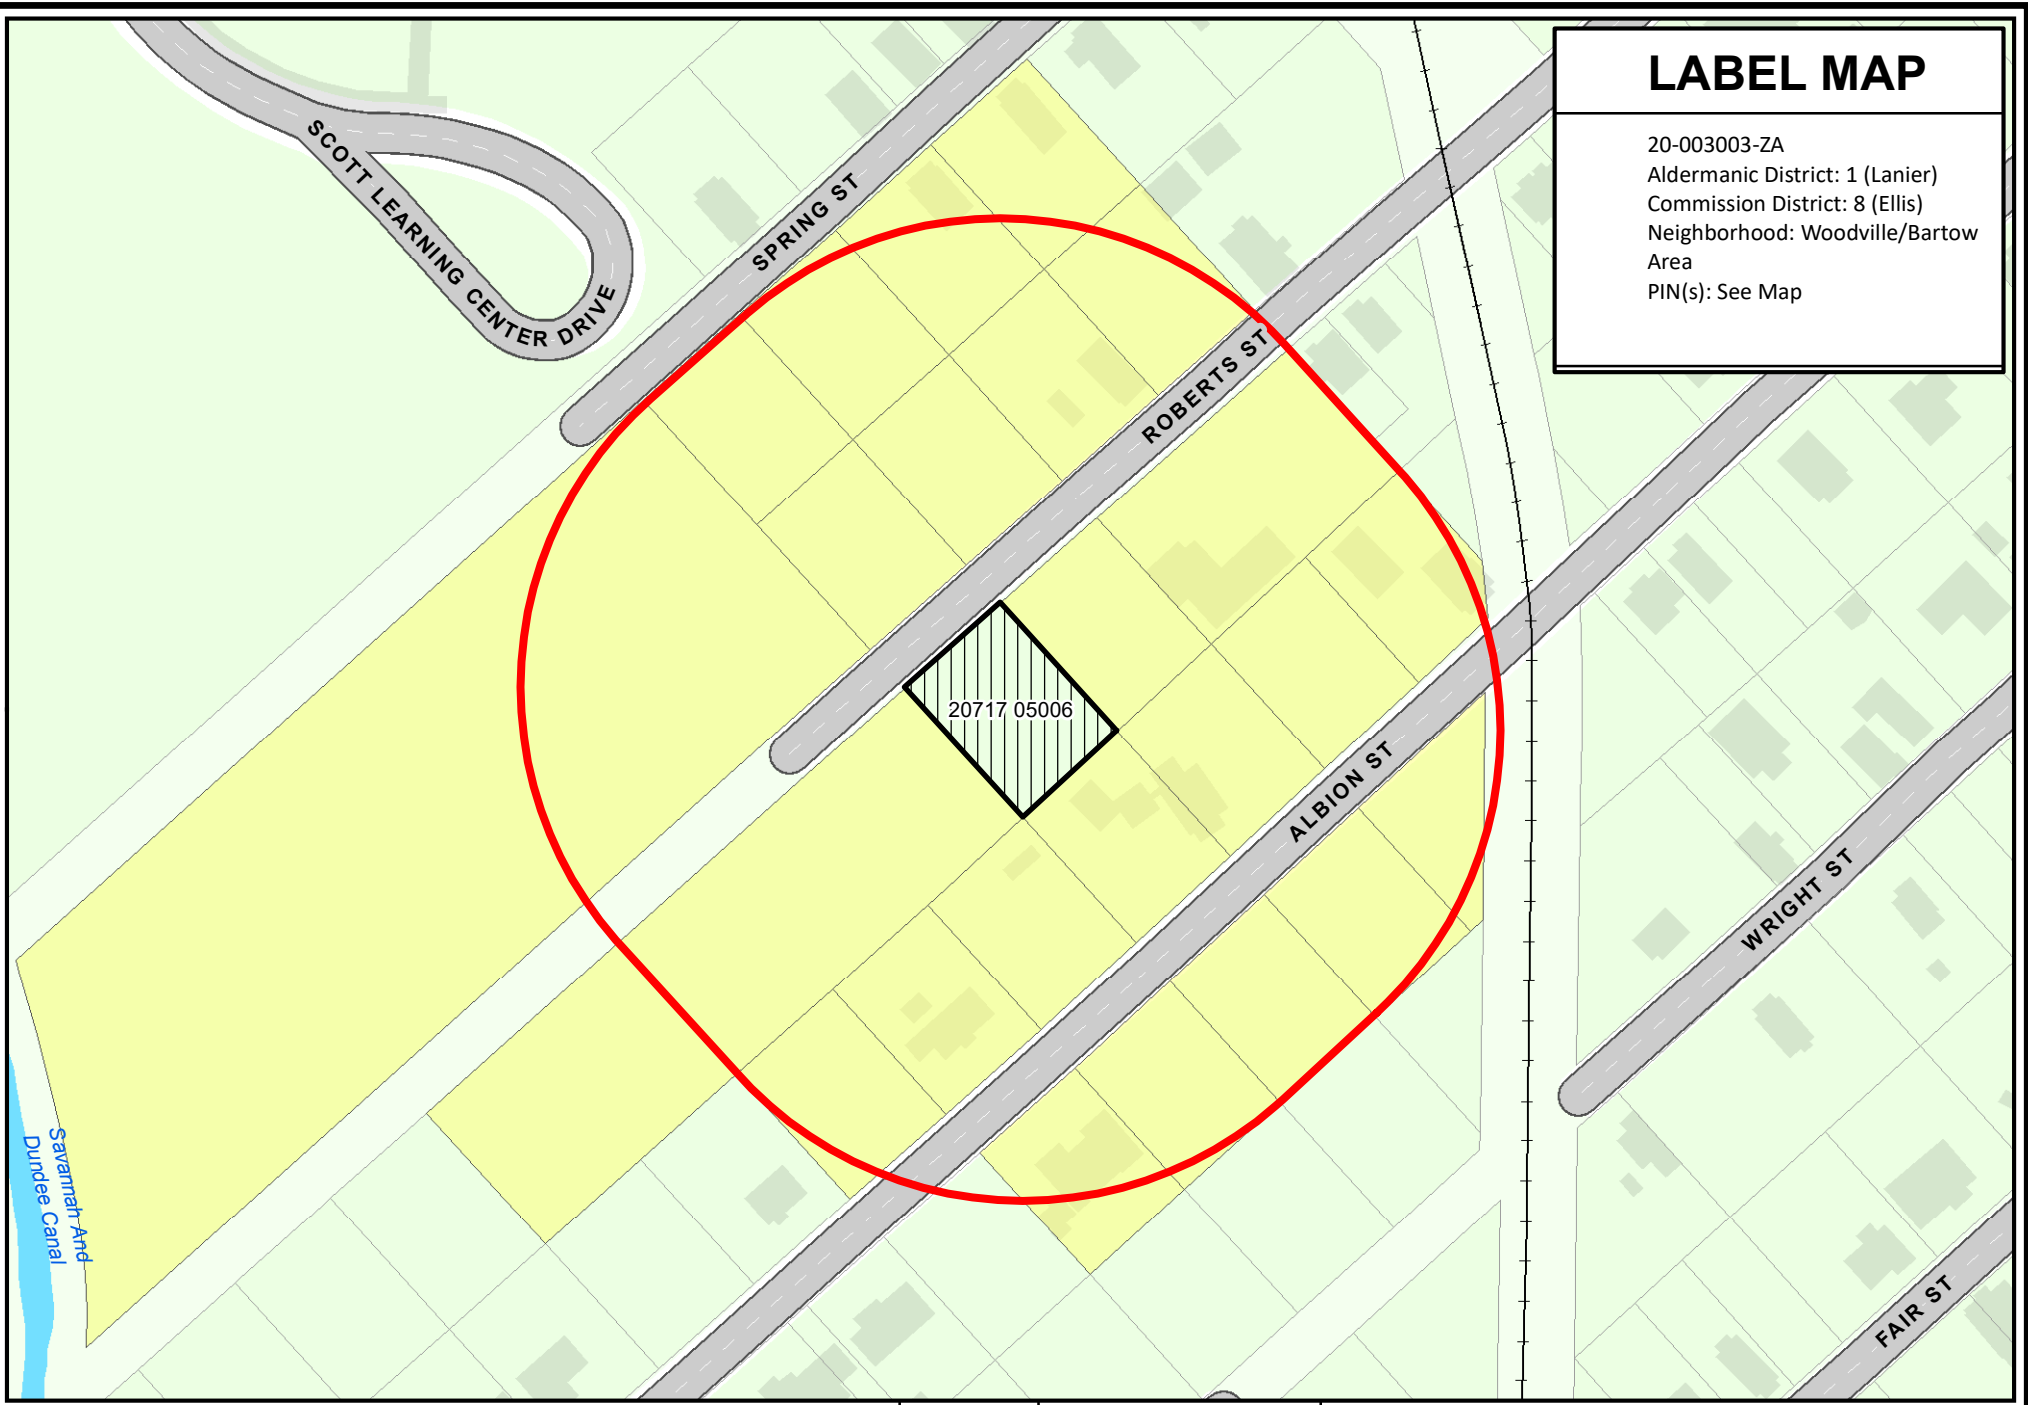 LABEL MAP
20-003003-ZA
Aldermanic District: 1 (Lanier)
Commission District: 8 (Ellis)
Neighborhood: Woodville/Bartow
Area
PIN(s): See Map
SCOTT LEARNING CENTER DRIVE
SPRING ST
ROBERTS ST
20717 05006
ALBION ST
WRIGHT ST
Savannah And
Dundee Canal
FAIR ST